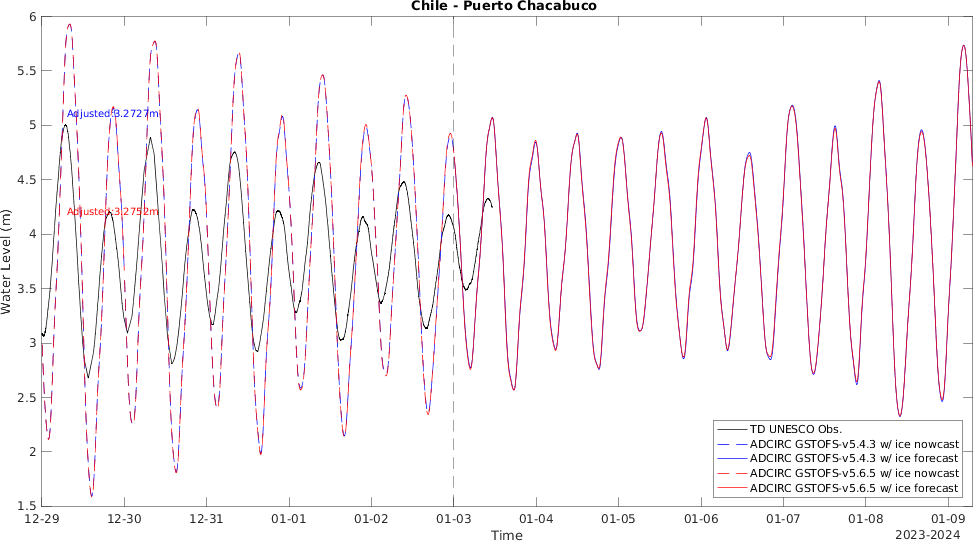 Chile - Puerto Chacabuco
Water Level (m)
6
5.5
5
4.5
4
3.5
3
2.5
2
1.5
Adjusted:3.2727m
Adjusted:3.2752m
TD UNESCO Obs.
ADCIRC GSTOFS-v5.4.3 w/ ice nowcast
ADCIRC GSTOFS-v5.4.3 w/ ice forecast
ADCIRC GSTOFS-v5.6.5 w/ ice nowcast
ADCIRC GSTOFS-v5.6.5 w/ ice forecast
12-29 12-30 12-31 01-01 01-02 01-03 01-04 01-05 01-06 01-07 01-08 01-09
Time
2023-2024